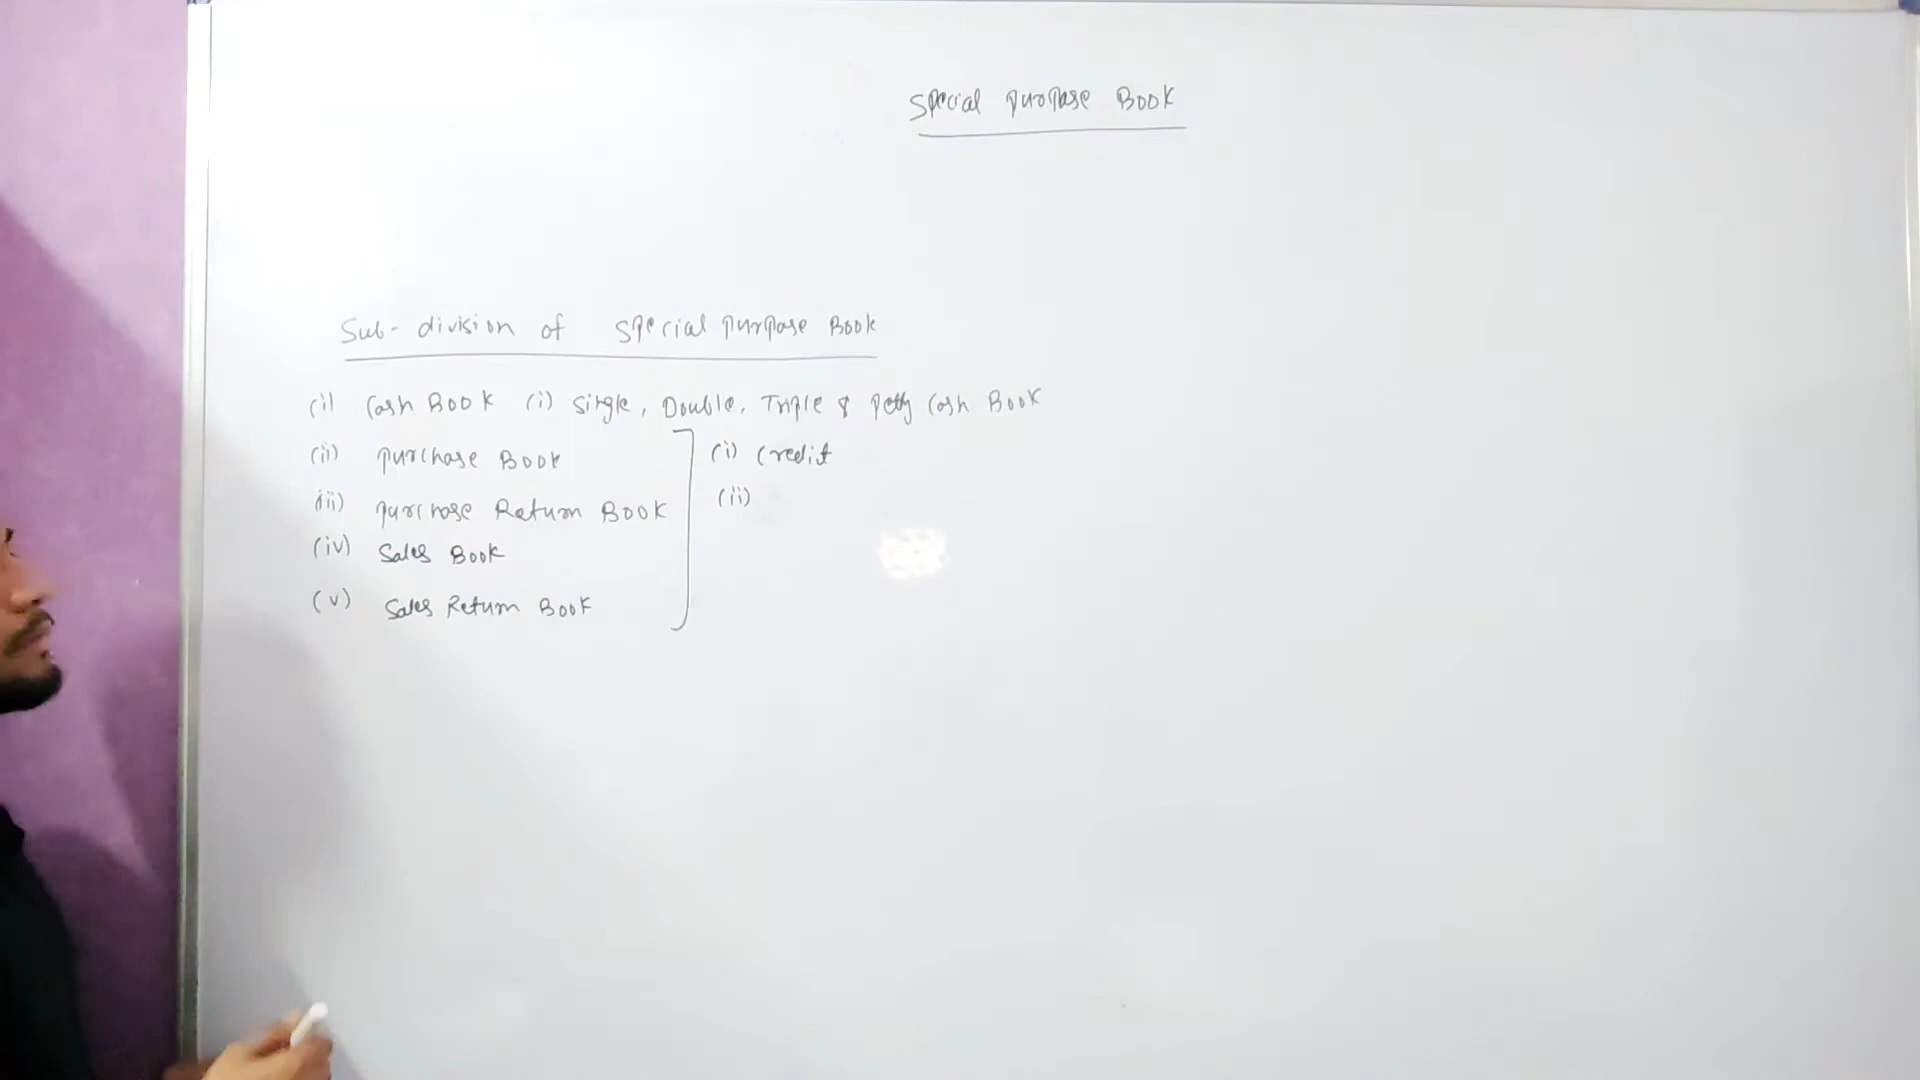 Special Purpose Book
Sub-division of Special Purpose Book
(i) Cash Book (i) Single, Double, Triple & Petty Cash Book
(ii) Purchase Book (i) Credit
(iii) Purchase Return Book (ii)
(iv) Sales Book
(v) Sales Return Book